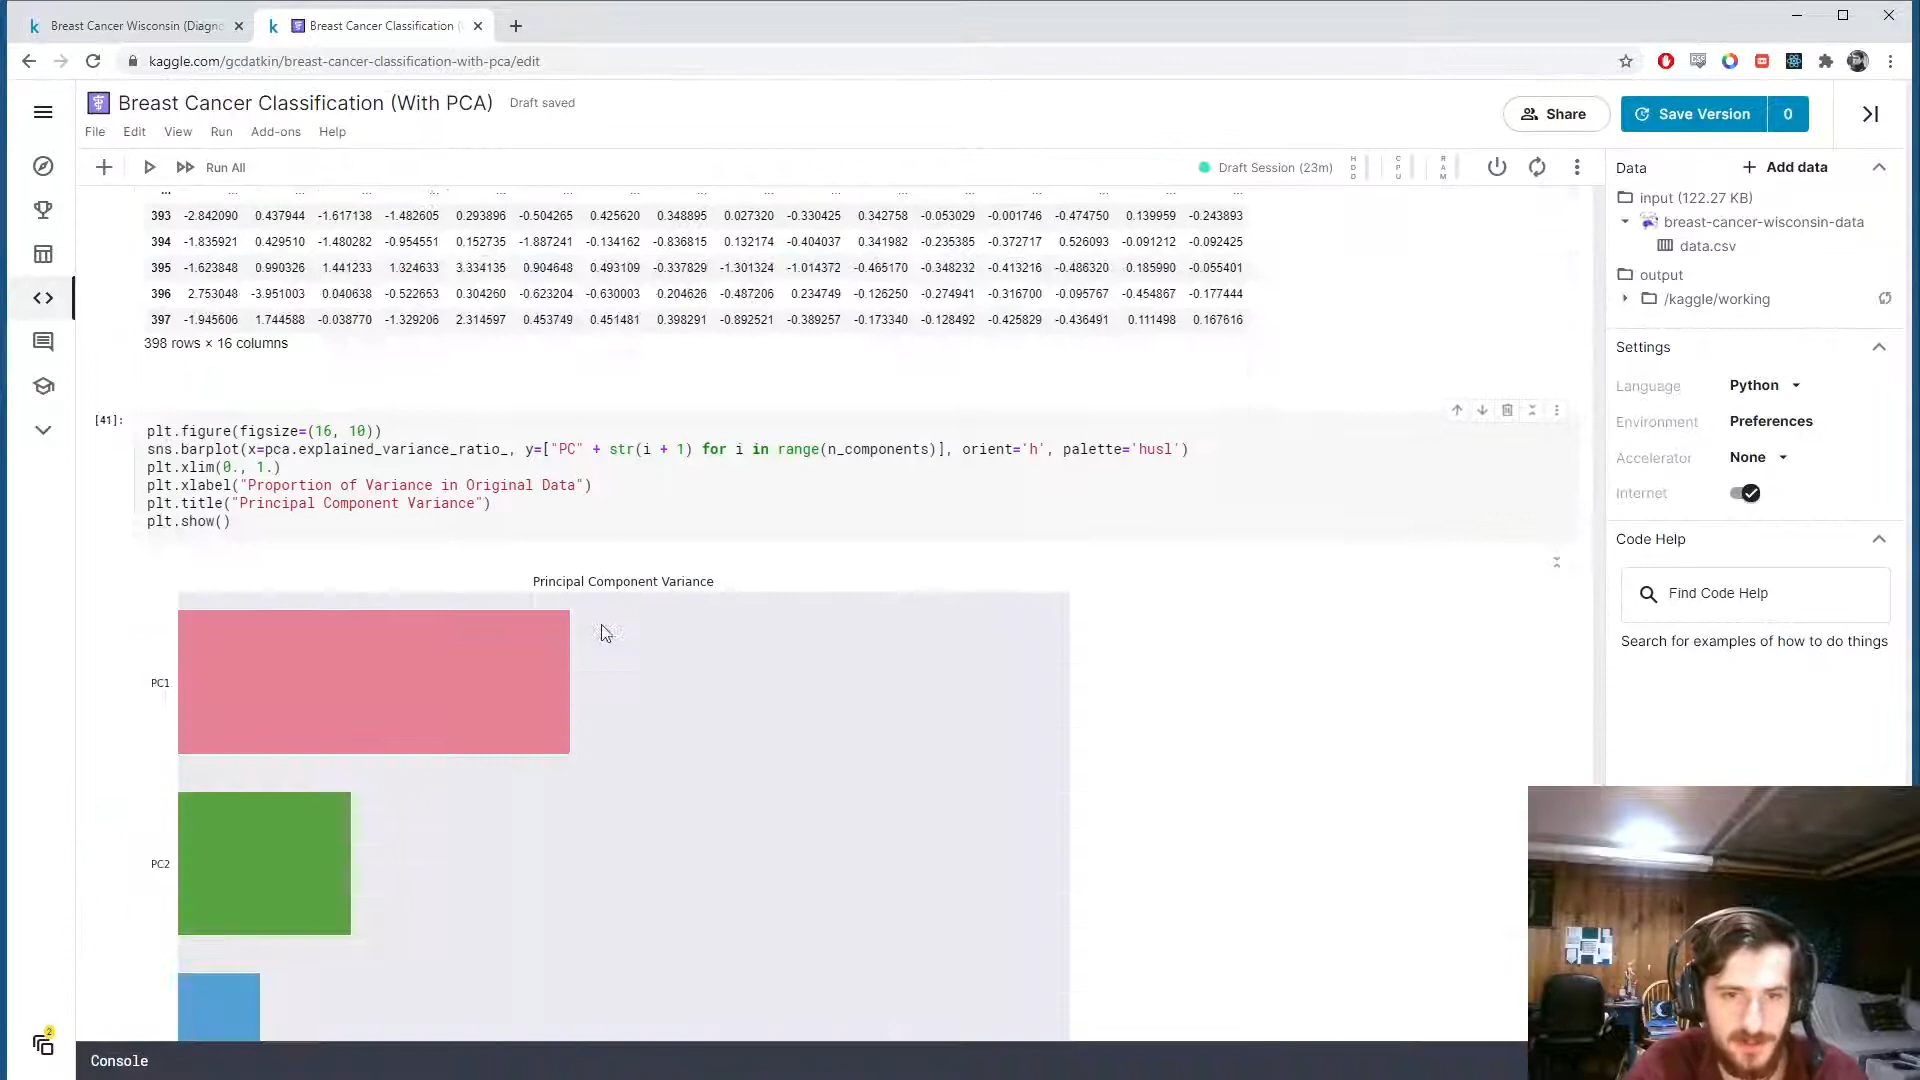 Breast Cancer Wisconsin (Diagno
Breast Cancer Classification (
kaggle.com/gcdatkin/breast-cancer-classification-with-pca/edit
Breast Cancer Classification (With PCA)
Draft saved
Share
Save Version
0
File Edit View Run Add-ons Help
Run All
Draft Session (23m)
HDD
CPU
RAM
... ... ... ... ... ... ... ... ... ... ... ... ... ... ... ... ...
393 -2.842090 0.437944 -1.617138 -1.482605 0.293896 -0.504265 0.425620 0.348895 0.027320 -0.330425 0.342758 -0.053029 -0.001746 -0.474750 0.139959 -0.243893
394 -1.835921 0.429510 -1.480282 -0.954551 0.152735 -1.887241 -0.134162 -0.836815 0.132174 -0.404037 0.341982 -0.235385 -0.372717 0.526093 -0.091212 -0.092425
395 -1.623848 0.990326 1.441233 1.324633 3.334135 0.904648 0.493109 -0.337829 -1.301324 -1.014372 -0.465170 -0.348232 -0.413216 -0.486320 0.185990 -0.055401
396 2.753048 -3.951003 0.040638 -0.522653 0.304260 -0.623204 -0.630003 0.204626 -0.487206 0.234749 -0.126250 -0.274941 -0.316700 -0.095767 -0.454867 -0.177444
397 -1.945606 1.744588 -0.038770 -1.329206 2.314597 0.453749 0.451481 0.398291 -0.892521 -0.389257 -0.173340 -0.128492 -0.425829 -0.436491 0.111498 0.167616
398 rows × 16 columns
[41]:
plt.figure(figsize=(16, 10))
sns.barplot(x=pca.explained_variance_ratio_, y=["PC" + str(i + 1) for i in range(n_components)], orient='h', palette='husl')
plt.xlim(0., 1.)
plt.xlabel("Proportion of Variance in Original Data")
plt.title("Principal Component Variance")
plt.show()
Principal Component Variance
PC1
PC2
Data
Add data
input (122.27 KB)
breast-cancer-wisconsin-data
data.csv
output
/kaggle/working
Settings
Language Python
Environment Preferences
Accelerator None
Internet
Code Help
Find Code Help
Search for examples of how to do things
2
Console